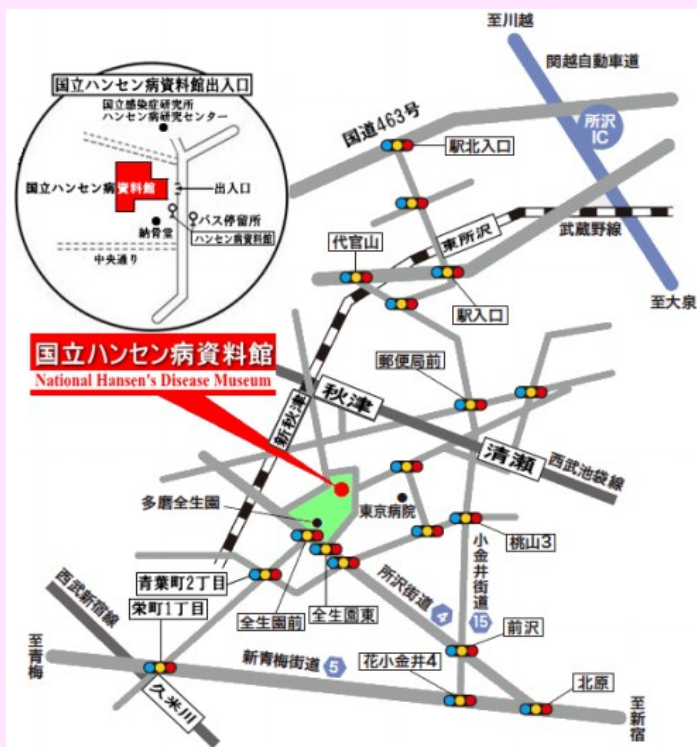 国立ハンセン病資料館出入口
国立感染症研究所
ハンセン病研究センター
国立ハンセン病資料館
出入口
バス停留所
ハンセン病資料館
納骨堂
中央通り
至川越
関越自動車道
所沢
IC
国道463号
駅北入口
東所沢
武蔵野線
代官山
駅入口
至大泉
国立ハンセン病資料館
National Hansen's Disease Museum
郵便局前
秋津
清瀬
新秋津
西武池袋線
多磨全生園
東京病院
桃山3
小金井街道
15
青葉町2丁目
全生園前
全生園東
所沢街道
4
栄町1丁目
西武新宿線
前沢
至青梅
新青梅街道
5
花小金井4
北原
久米川
至新宿